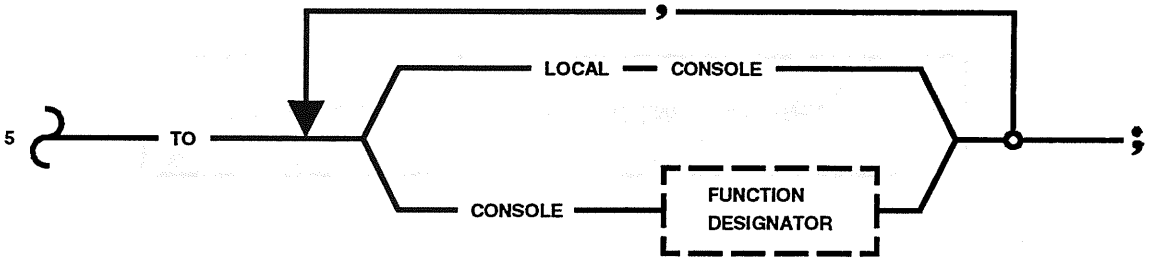 ,
LOCAL CONSOLE
5 TO
CONSOLE FUNCTION DESIGNATOR
;